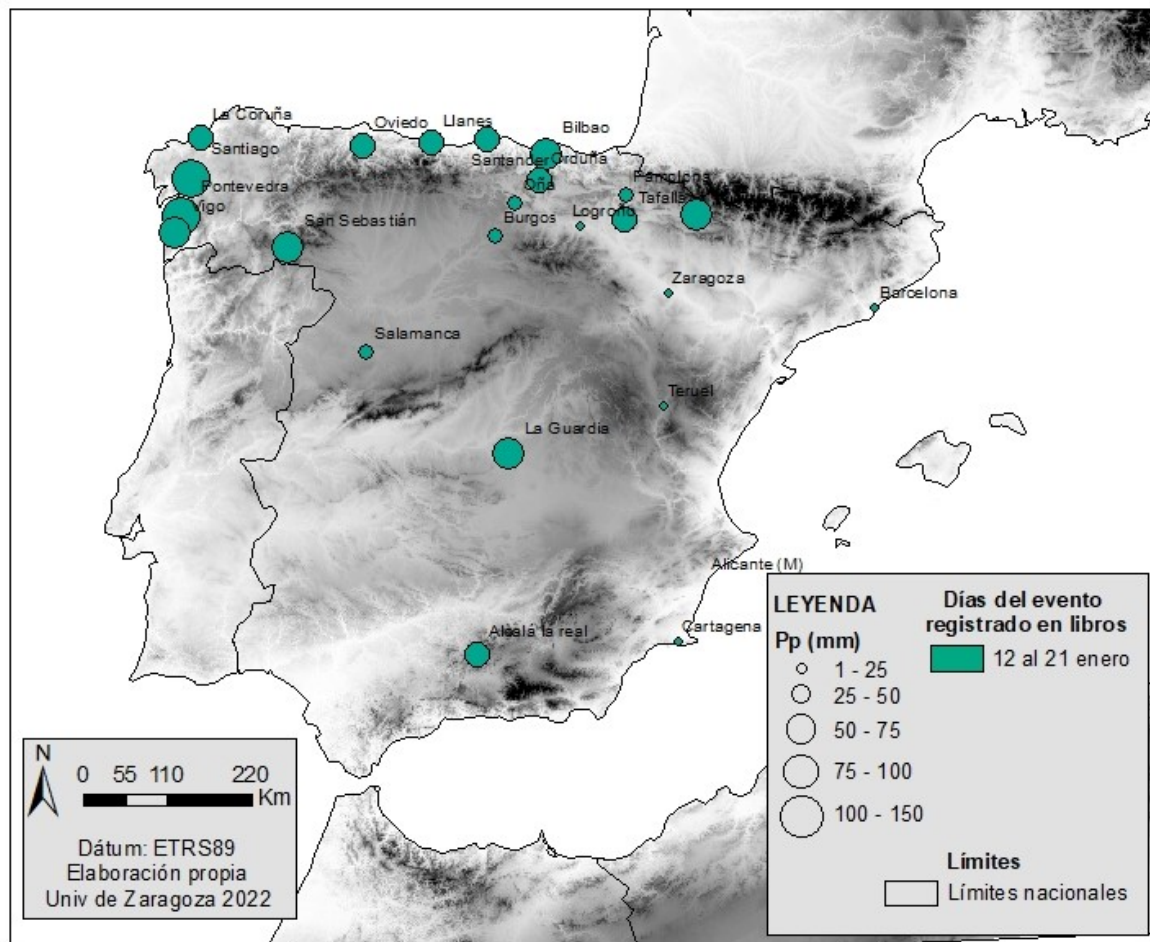 La Coruña
Santiago
Pontevedra
Vigo
San Sebastián
Oviedo
Llanes
Santander
Bilbao
Orduña
Oña
Burgos
Logroño
Pamplona
Tafalla
Zaragoza
Barcelona
Salamanca
Teruel
La Guardia
Alicante (M)
Cartagena
Alcalá la real
LEYENDA
Pp (mm)
1 - 25
25 - 50
50 - 75
75 - 100
100 - 150
Días del evento
registrado en libros
12 al 21 enero
Límites
Límites nacionales
N
0 55 110 220
Km
Dátum: ETRS89
Elaboración propia
Univ de Zaragoza 2022